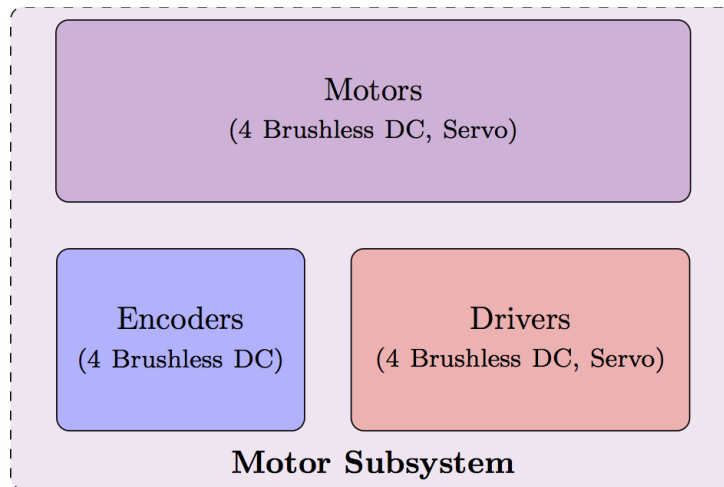 Motors
(4 Brushless DC, Servo)
Encoders
(4 Brushless DC)
Drivers
(4 Brushless DC, Servo)
Motor Subsystem